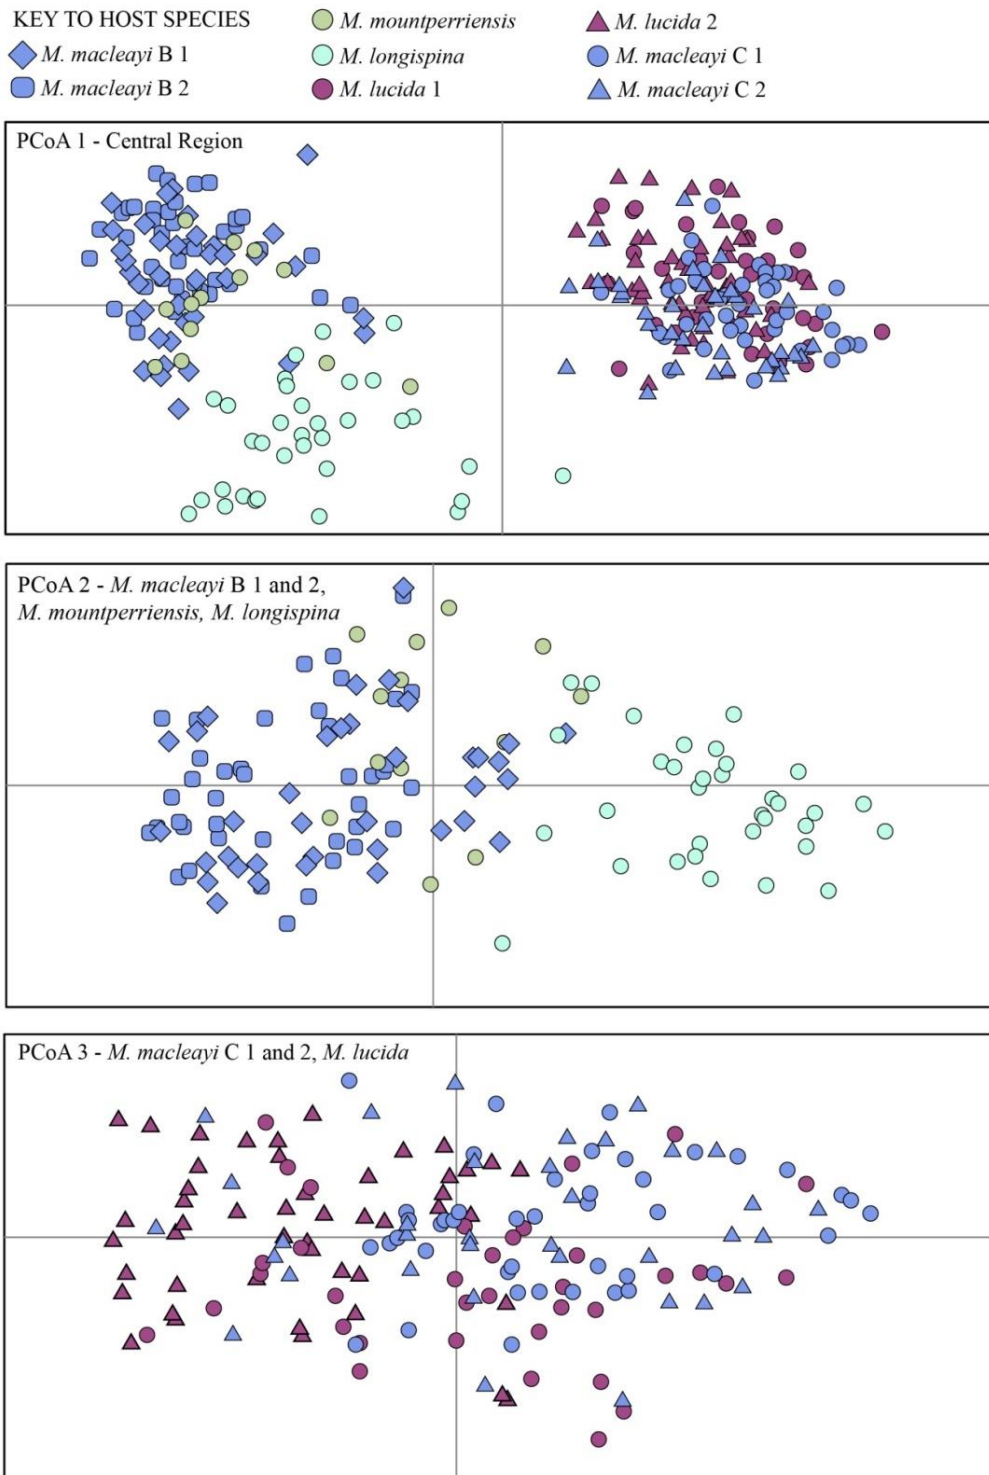 KEY TO HOST SPECIES
M. macleayi B 1
M. macleayi B 2
M. mountperriensis
M. longispina
M. lucida 1
M. lucida 2
M. macleayi C 1
M. macleayi C 2
PCoA 1 - Central Region
PCoA 2 - M. macleayi B 1 and 2,
M. mountperriensis, M. longispina
PCoA 3 - M. macleayi C 1 and 2, M. lucida